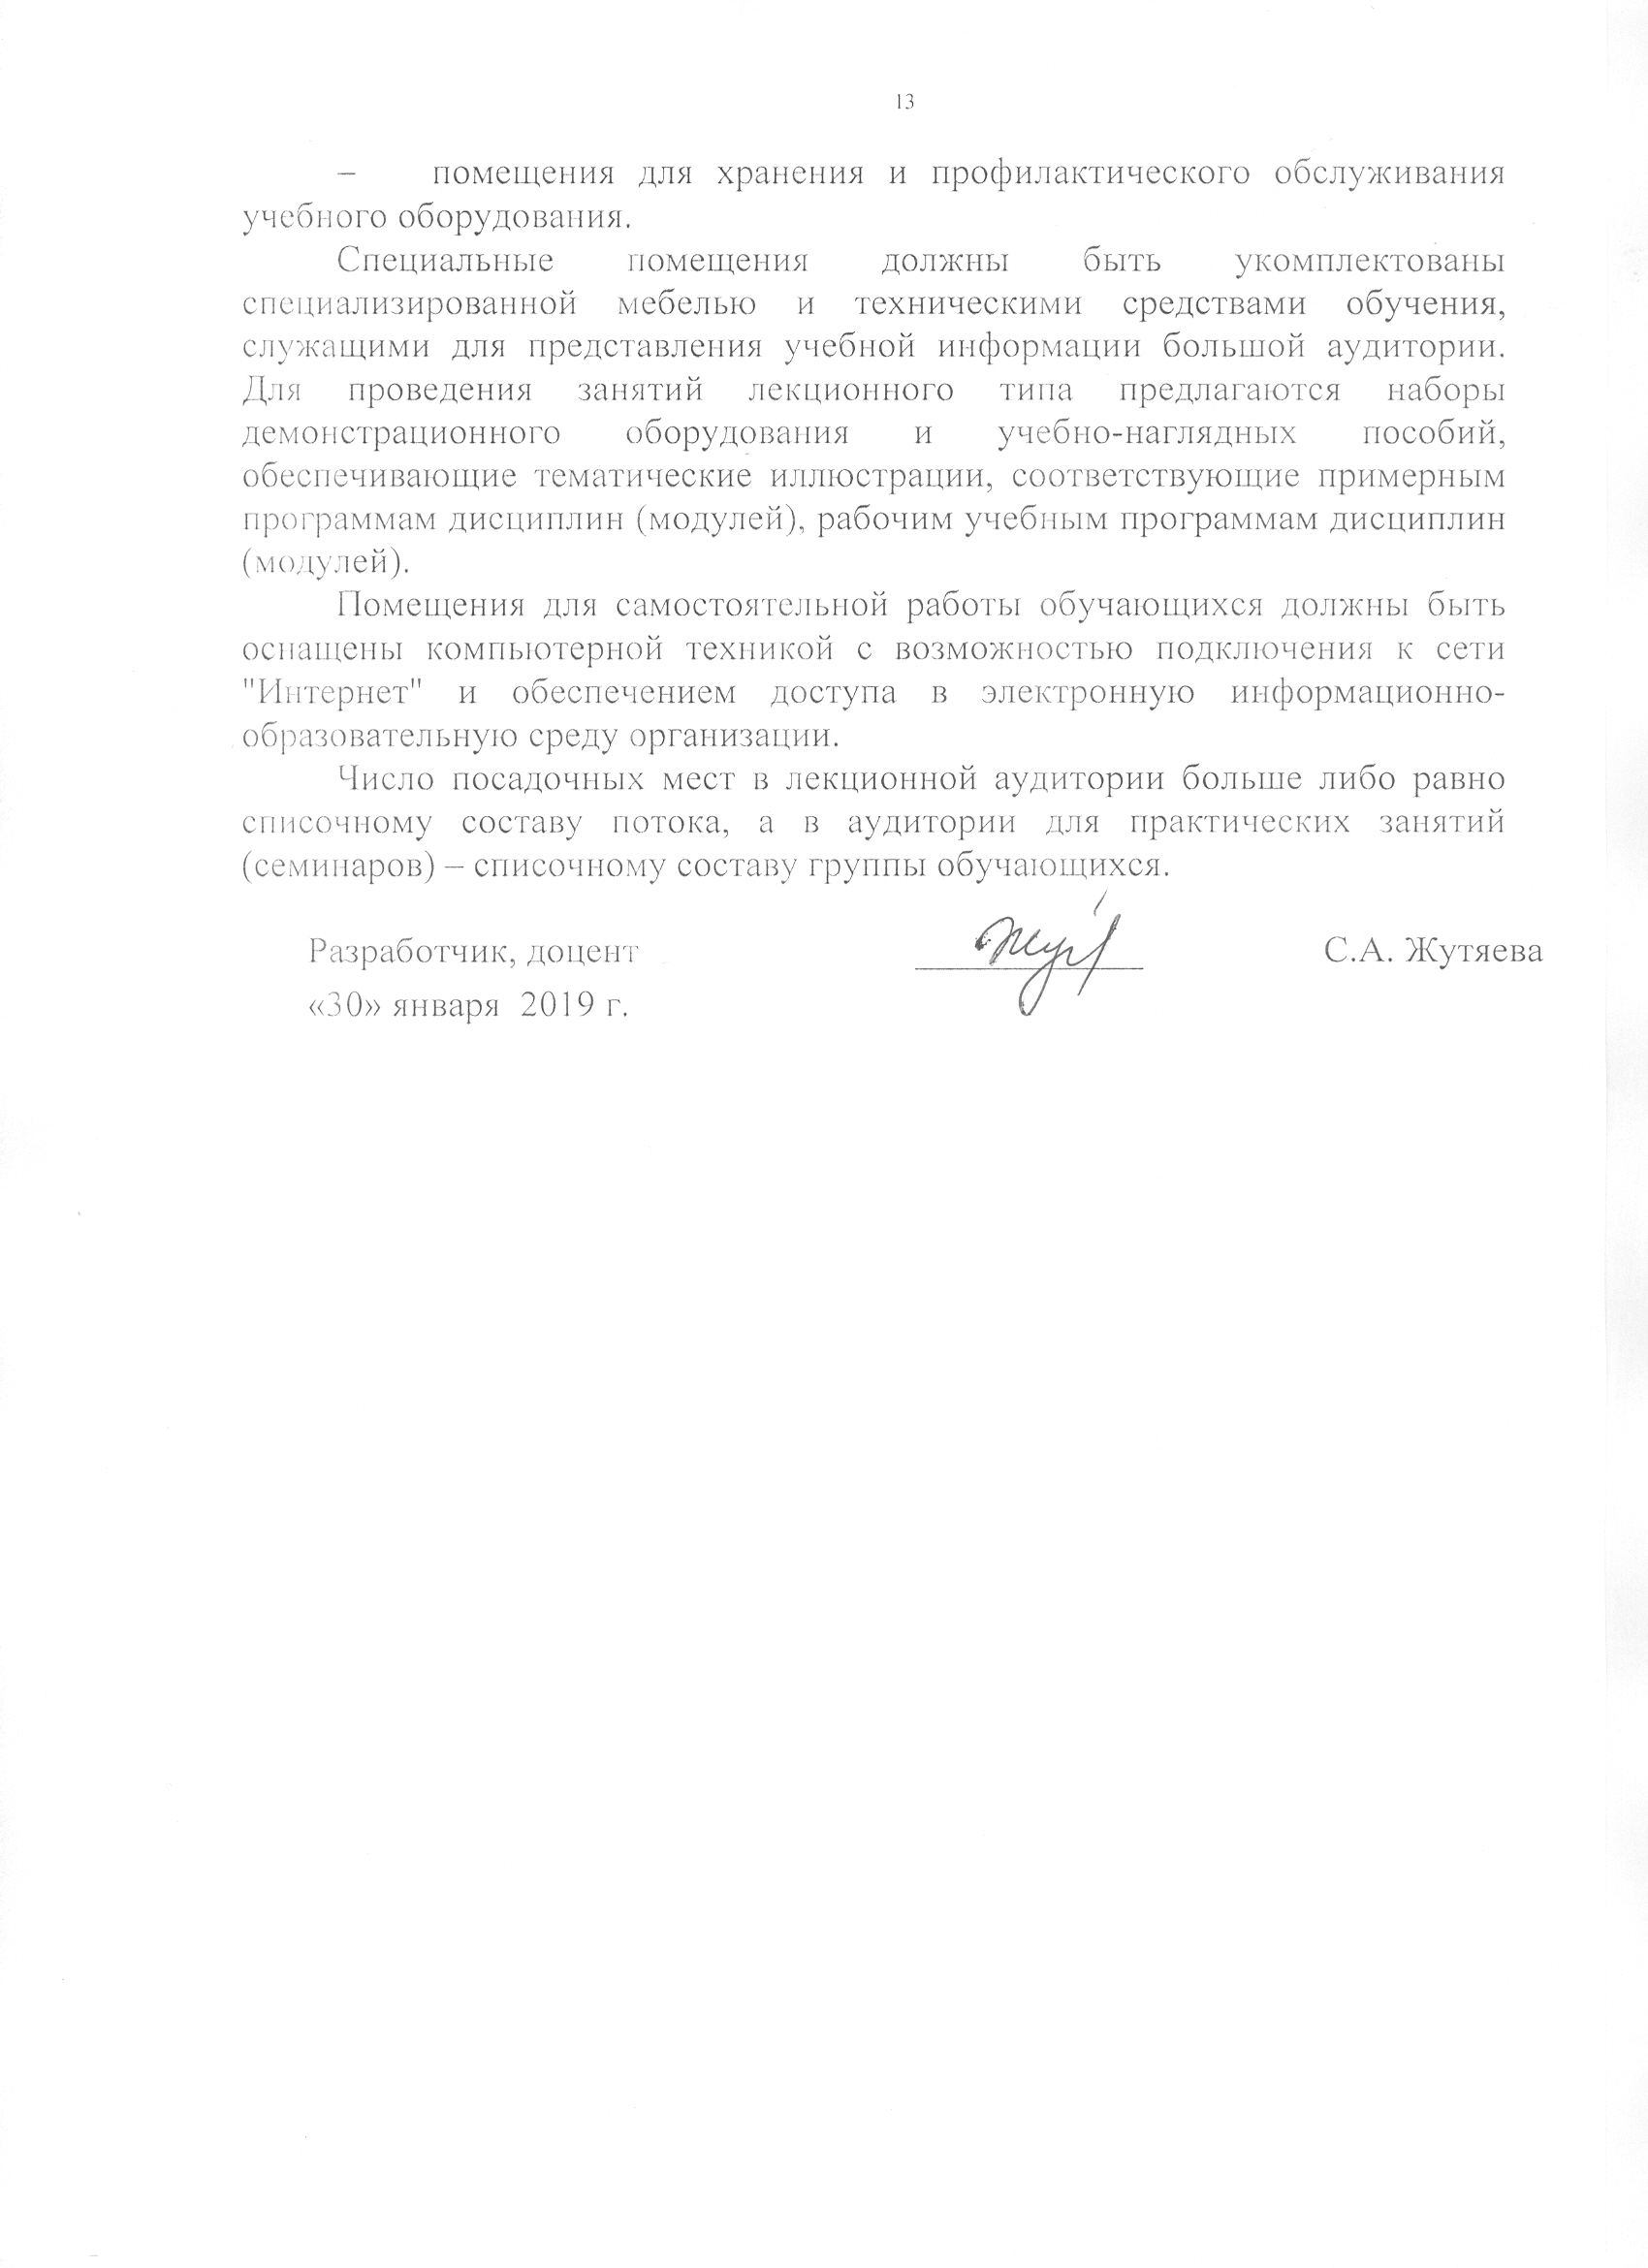 13
– помещения для хранения и профилактического обслуживания
учебного оборудования.
Специальные помещения должны быть укомплектованы
специализированной мебелью и техническими средствами обучения,
служащими для представления учебной информации большой аудитории.
Для проведения занятий лекционного типа предлагаются наборы
демонстрационного оборудования и учебно-наглядных пособий,
обеспечивающие тематические иллюстрации, соответствующие примерным
программам дисциплин (модулей), рабочим учебным программам дисциплин
(модулей).
Помещения для самостоятельной работы обучающихся должны быть
оснащены компьютерной техникой с возможностью подключения к сети
"Интернет" и обеспечением доступа в электронную информационно-
образовательную среду организации.
Число посадочных мест в лекционной аудитории больше либо равно
списочному составу потока, а в аудитории для практических занятий
(семинаров) – списочному составу группы обучающихся.
Разработчик, доцент С.А. Жутяева
«30» января 2019 г.